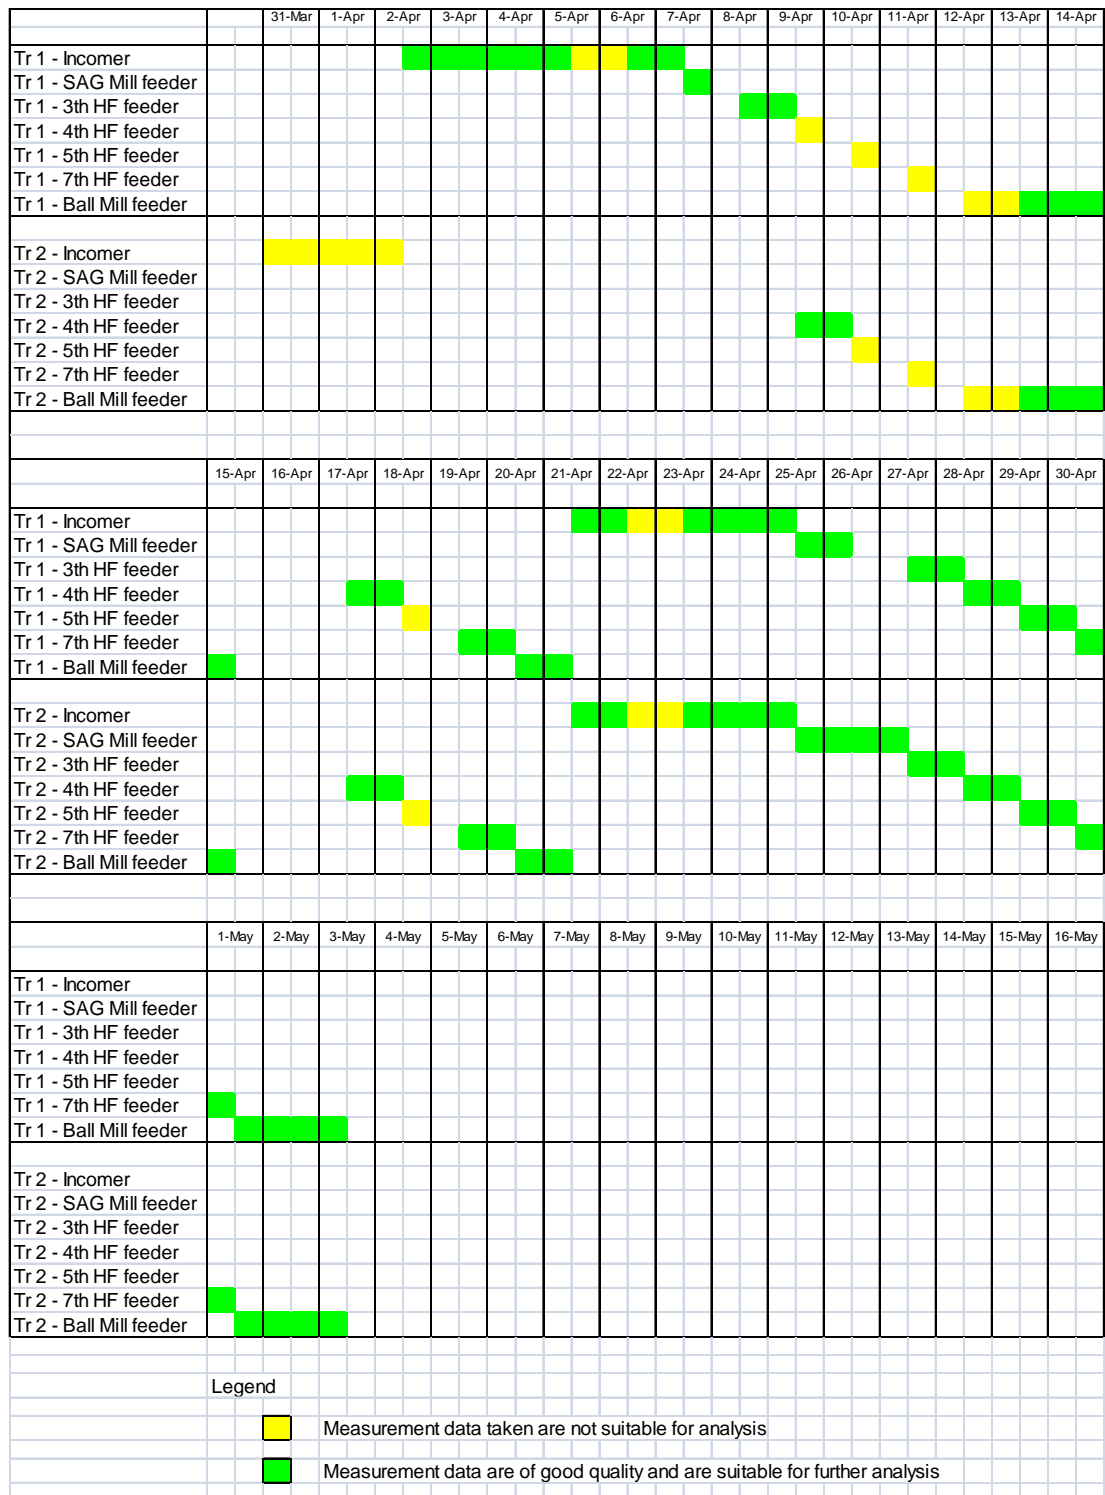 31-Mar 1-Apr 2-Apr 3-Apr 4-Apr 5-Apr 6-Apr 7-Apr 8-Apr 9-Apr 10-Apr 11-Apr 12-Apr 13-Apr 14-Apr
Tr 1 - Incomer
Tr 1 - SAG Mill feeder
Tr 1 - 3th HF feeder
Tr 1 - 4th HF feeder
Tr 1 - 5th HF feeder
Tr 1 - 7th HF feeder
Tr 1 - Ball Mill feeder
Tr 2 - Incomer
Tr 2 - SAG Mill feeder
Tr 2 - 3th HF feeder
Tr 2 - 4th HF feeder
Tr 2 - 5th HF feeder
Tr 2 - 7th HF feeder
Tr 2 - Ball Mill feeder
15-Apr 16-Apr 17-Apr 18-Apr 19-Apr 20-Apr 21-Apr 22-Apr 23-Apr 24-Apr 25-Apr 26-Apr 27-Apr 28-Apr 29-Apr 30-Apr
Tr 1 - Incomer
Tr 1 - SAG Mill feeder
Tr 1 - 3th HF feeder
Tr 1 - 4th HF feeder
Tr 1 - 5th HF feeder
Tr 1 - 7th HF feeder
Tr 1 - Ball Mill feeder
Tr 2 - Incomer
Tr 2 - SAG Mill feeder
Tr 2 - 3th HF feeder
Tr 2 - 4th HF feeder
Tr 2 - 5th HF feeder
Tr 2 - 7th HF feeder
Tr 2 - Ball Mill feeder
1-May 2-May 3-May 4-May 5-May 6-May 7-May 8-May 9-May 10-May 11-May 12-May 13-May 14-May 15-May 16-May
Tr 1 - Incomer
Tr 1 - SAG Mill feeder
Tr 1 - 3th HF feeder
Tr 1 - 4th HF feeder
Tr 1 - 5th HF feeder
Tr 1 - 7th HF feeder
Tr 1 - Ball Mill feeder
Tr 2 - Incomer
Tr 2 - SAG Mill feeder
Tr 2 - 3th HF feeder
Tr 2 - 4th HF feeder
Tr 2 - 5th HF feeder
Tr 2 - 7th HF feeder
Tr 2 - Ball Mill feeder
Legend
Measurement data taken are not suitable for analysis
Measurement data are of good quality and are suitable for further analysis